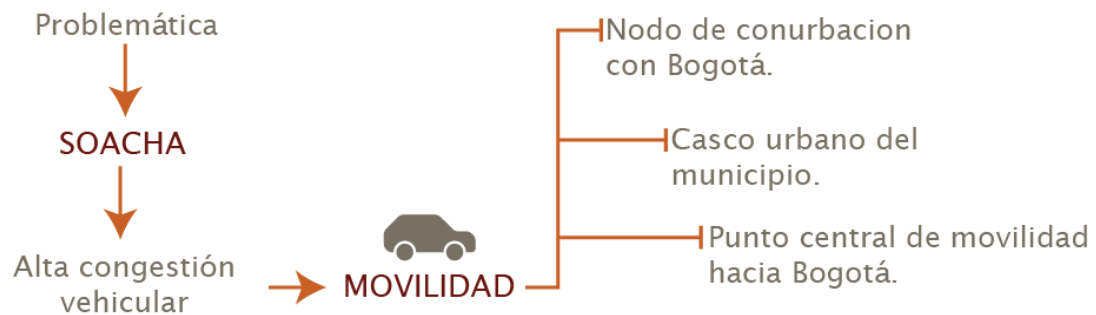 Problemática
SOACHA
Alta congestión
vehicular
MOVILIDAD
Nodo de conurbacion
con Bogotá.
Casco urbano del
municipio.
Punto central de movilidad
hacia Bogotá.